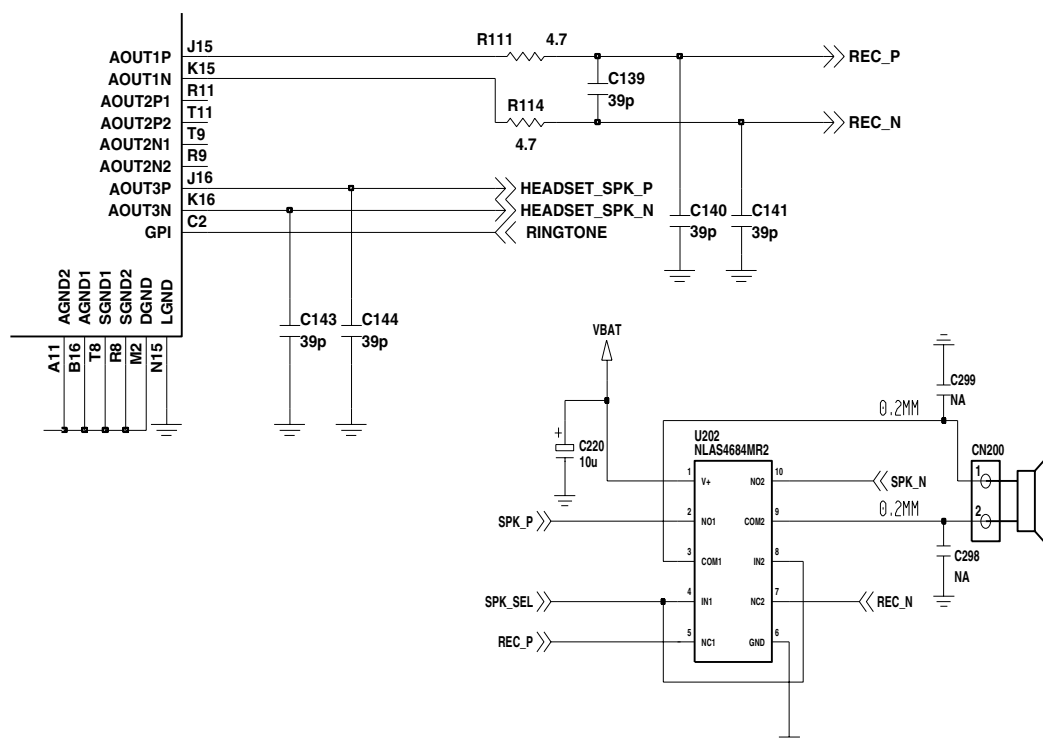 AOUT1P J15 R111 4.7 REC_P
AOUT1N K15
AOUT2P1 R11 C139
39p
AOUT2P2 T11 R114 REC_N
4.7
AOUT2N1 T9
AOUT2N2 R9
AOUT3P J16 HEADSET_SPK_P
AOUT3N K16 HEADSET_SPK_N
GPI C2 RINGTONE
C140 C141
39p 39p
AGND2 AGND1 SGND1 SGND2 DGND LGND
A11 B16 T8 R8 M2 N15
C143 C144
39p 39p
VBAT
C299
NA
0.2MM
+
C220
10u
U202
NLAS4684MR2
CN200
1 V+ NO2 10 SPK_N
1
0.2MM
SPK_P 2 NO1 COM2 9
2
3 COM1 IN2 8
C298
NA
SPK_SEL 4 IN1 NC2 7 REC_N
REC_P 5 NC1 GND 6